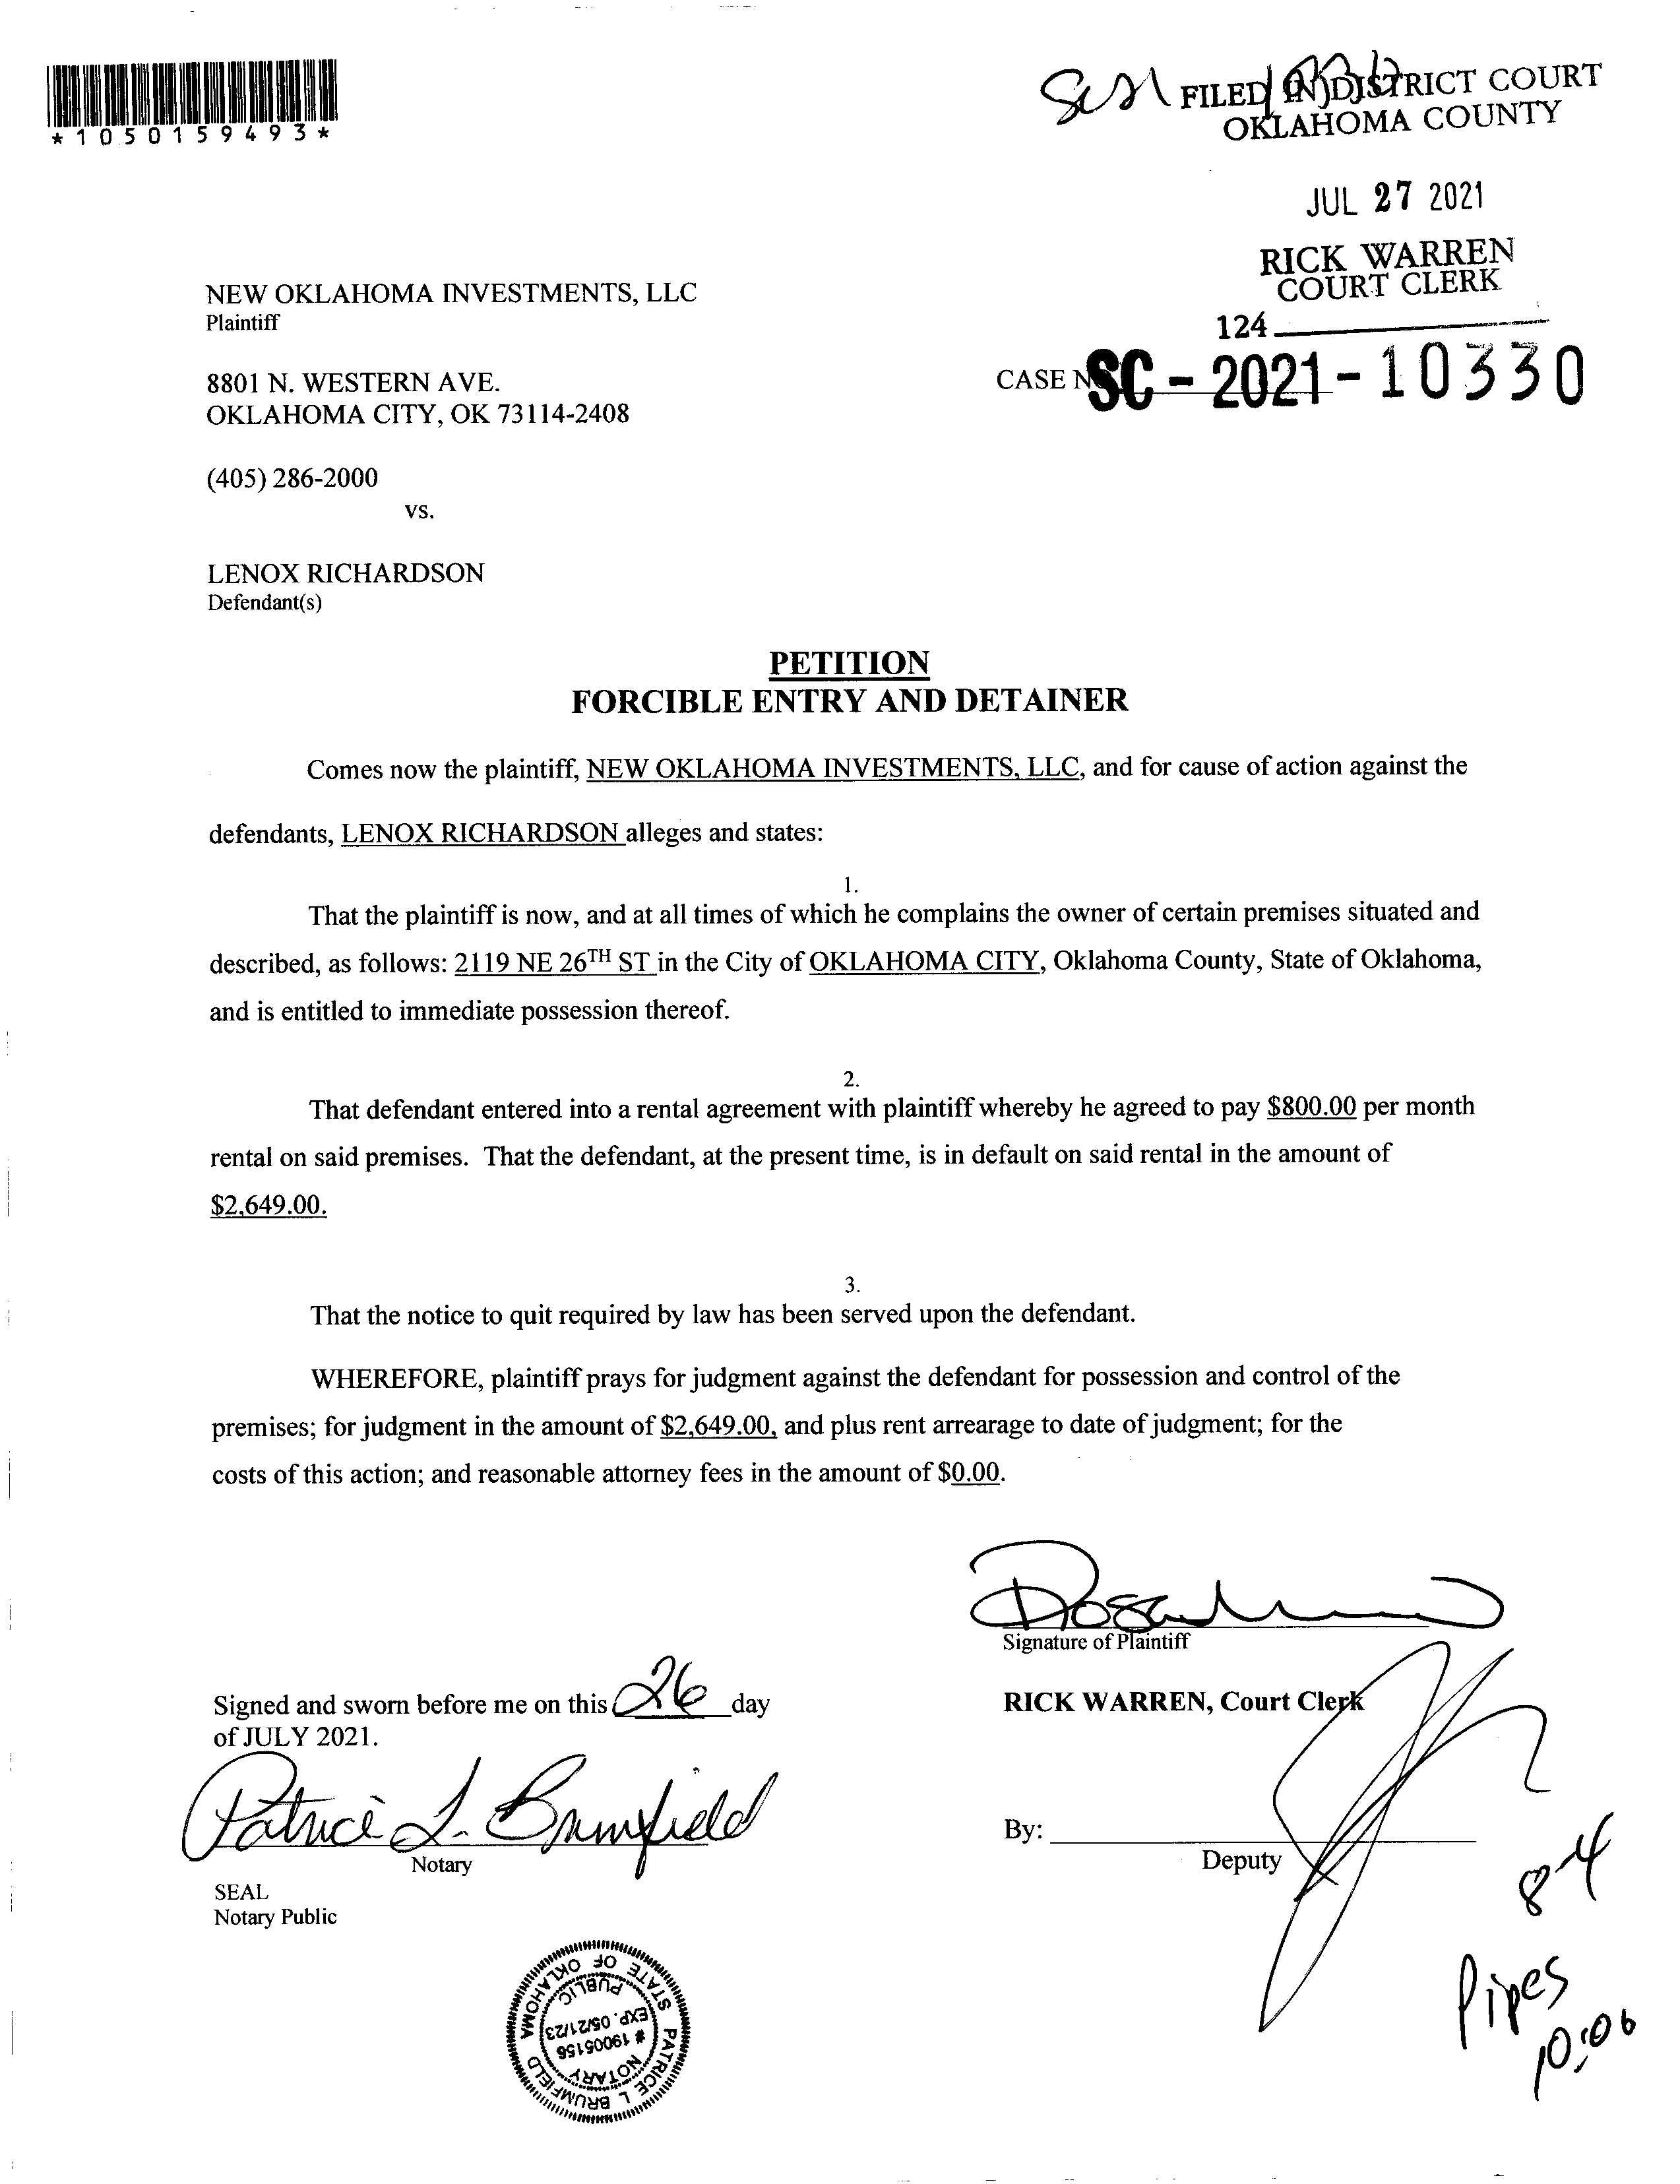 *1050159493*
FILED IN DISTRICT COURT
OKLAHOMA COUNTY
JUL 27 2021
RICK WARREN
COURT CLERK
124
NEW OKLAHOMA INVESTMENTS, LLC
Plaintiff
8801 N. WESTERN AVE.
OKLAHOMA CITY, OK 73114-2408
CASE N SC-2021-10330
(405) 286-2000
vs.
LENOX RICHARDSON
Defendant(s)
PETITION
FORCIBLE ENTRY AND DETAINER
Comes now the plaintiff, NEW OKLAHOMA INVESTMENTS, LLC, and for cause of action against the
defendants, LENOX RICHARDSON alleges and states:
1.
That the plaintiff is now, and at all times of which he complains the owner of certain premises situated and
described, as follows: 2119 NE 26TH ST in the City of OKLAHOMA CITY, Oklahoma County, State of Oklahoma,
and is entitled to immediate possession thereof.
2.
That defendant entered into a rental agreement with plaintiff whereby he agreed to pay $800.00 per month
rental on said premises. That the defendant, at the present time, is in default on said rental in the amount of
$2,649.00.
3.
That the notice to quit required by law has been served upon the defendant.
WHEREFORE, plaintiff prays for judgment against the defendant for possession and control of the
premises; for judgment in the amount of $2,649.00, and plus rent arrearage to date of judgment; for the
costs of this action; and reasonable attorney fees in the amount of $0.00.
Signature of Plaintiff
Signed and sworn before me on this 26 day
of JULY 2021.
RICK WARREN, Court Clerk
Patrice L. Brumfield
Notary
By:
Deputy
SEAL
Notary Public
8-4
Pipes
10:06
PATRICE L BRUMFIELD
STATE OF OKLAHOMA
NOTARY
# 19005156
EXP. 05/21/23
PUBLIC